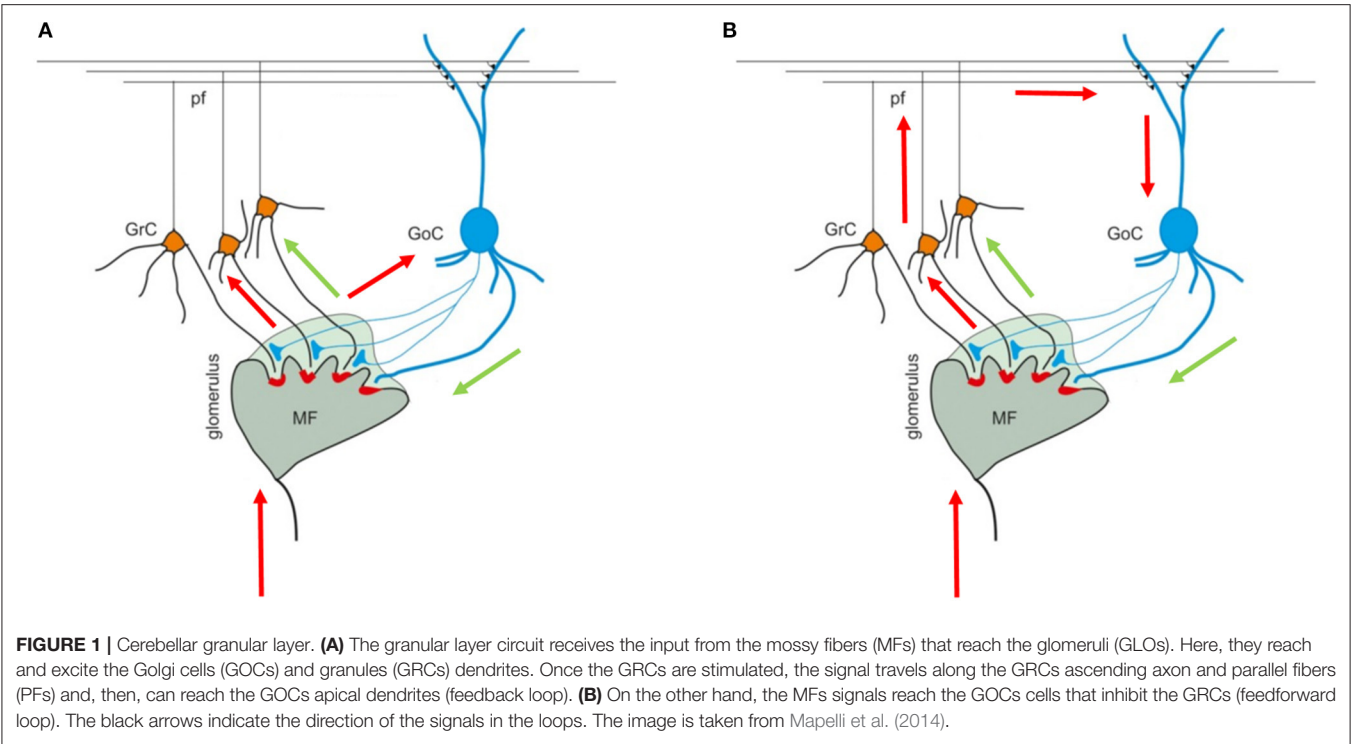 A
B
pf
pf
GrC
GoC
GrC
GoC
glomerulus
MF
glomerulus
MF
FIGURE 1 | Cerebellar granular layer. (A) The granular layer circuit receives the input from the mossy fibers (MFs) that reach the glomeruli (GLOs). Here, they reach
and excite the Golgi cells (GOCs) and granules (GRCs) dendrites. Once the GRCs are stimulated, the signal travels along the GRCs ascending axon and parallel fibers
(PFs) and, then, can reach the GOCs apical dendrites (feedback loop). (B) On the other hand, the MFs signals reach the GOCs cells that inhibit the GRCs (feedforward
loop). The black arrows indicate the direction of the signals in the loops. The image is taken from Mapelli et al. (2014).